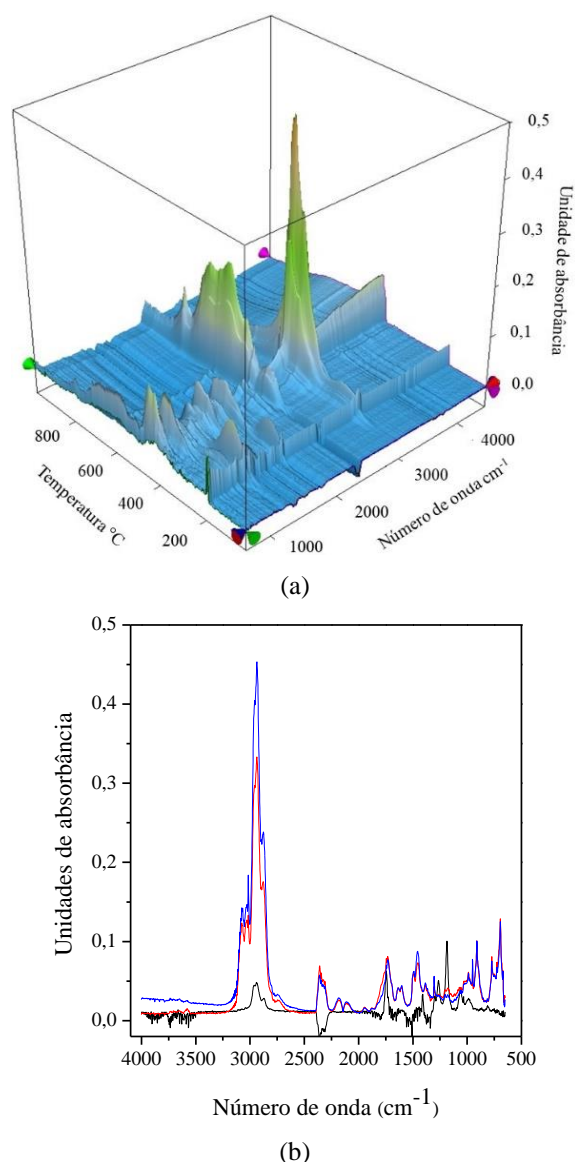 0,5
0,4
0,3
0,2
0,1
0,0
Unidade de absorbância
800
600
400
200
Temperatura °C
1000
2000
3000
4000
Número de onda cm-1
(a)
0,5
0,4
0,3
0,2
0,1
0,0
Unidades de absorbância
4000 3500 3000 2500 2000 1500 1000 500
Número de onda (cm-1)
(b)